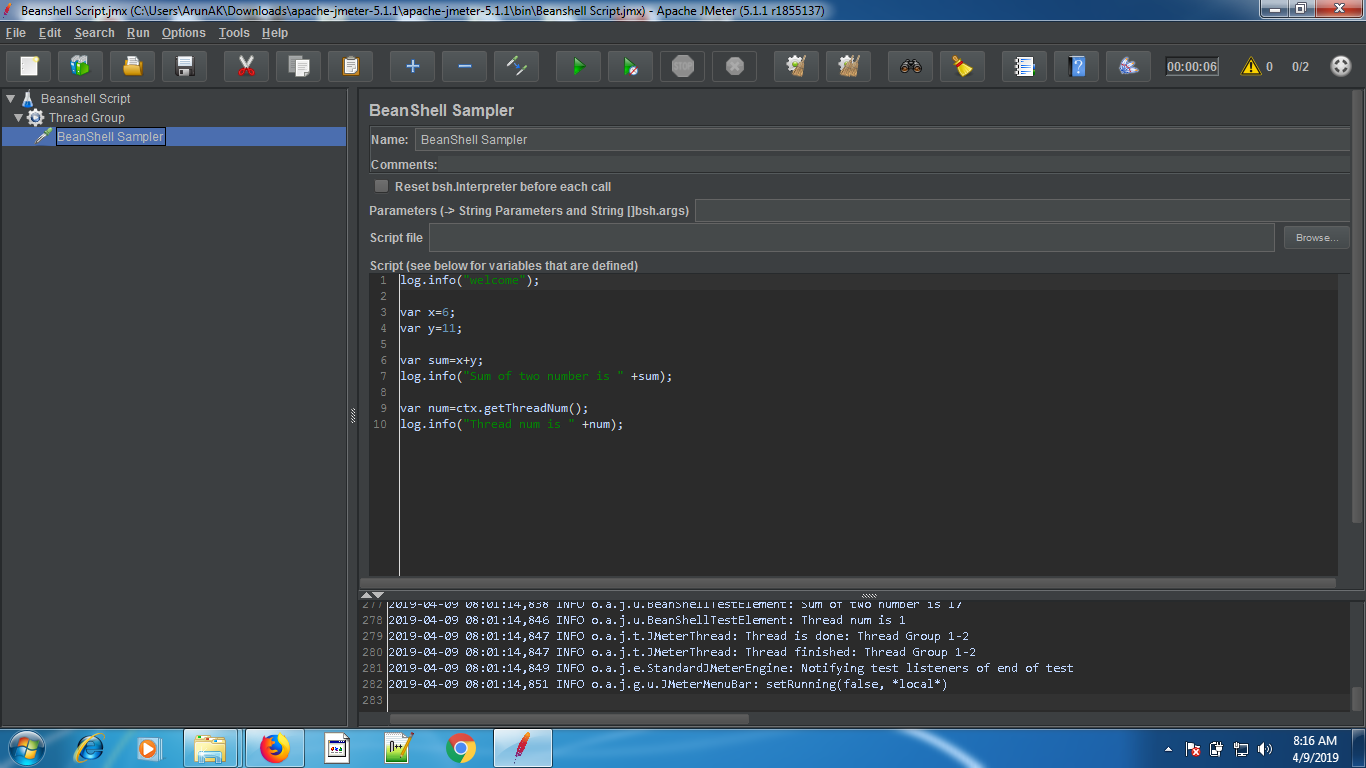 Beanshell Script.jmx (C:\Users\ArunAK\Downloads\apache-jmeter-5.1.1\apache-jmeter-5.1.1\bin\Beanshell Script.jmx) - Apache JMeter (5.1.1 r1855137)
File Edit Search Run Options Tools Help
STOP
00:00:06
0
0/2
Beanshell Script
Thread Group
BeanShell Sampler
BeanShell Sampler
Name: BeanShell Sampler
Comments:
Reset bsh.Interpreter before each call
Parameters (-> String Parameters and String []bsh.args)
Script file
Browse...
Script (see below for variables that are defined)
1 log.info("welcome");
2
3 var x=6;
4 var y=11;
5
6 var sum=x+y;
7 log.info("Sum of two number is " +sum);
8
9 var num=ctx.getThreadNum();
10 log.info("Thread num is " +num);
277 2019-04-09 08:01:14,838 INFO o.a.j.u.BeanShellTestElement: Sum of two number is 17
278 2019-04-09 08:01:14,846 INFO o.a.j.u.BeanShellTestElement: Thread num is 1
279 2019-04-09 08:01:14,847 INFO o.a.j.t.JMeterThread: Thread is done: Thread Group 1-2
280 2019-04-09 08:01:14,847 INFO o.a.j.t.JMeterThread: Thread finished: Thread Group 1-2
281 2019-04-09 08:01:14,849 INFO o.a.j.e.StandardJMeterEngine: Notifying test listeners of end of test
282 2019-04-09 08:01:14,851 INFO o.a.j.g.u.JMeterMenuBar: setRunning(false, *local*)
283
8:16 AM
4/9/2019